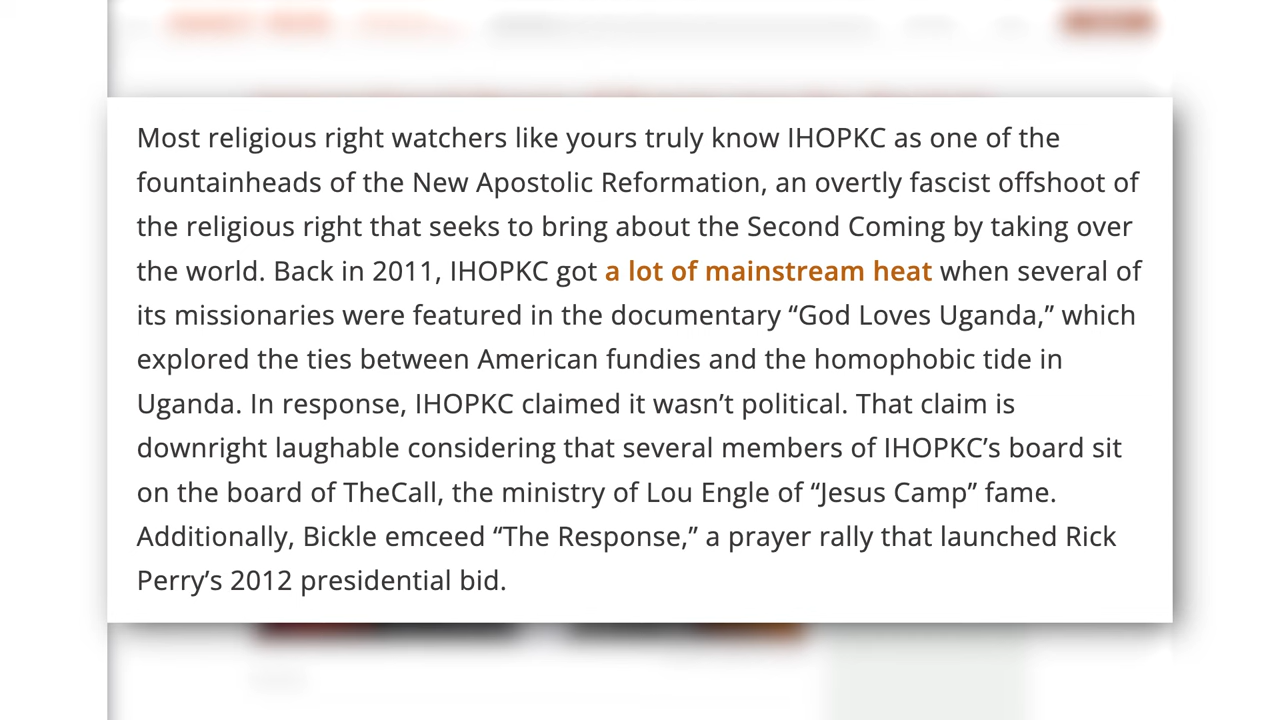 Most religious right watchers like yours truly know IHOPKC as one of the
fountainheads of the New Apostolic Reformation, an overtly fascist offshoot of
the religious right that seeks to bring about the Second Coming by taking over
the world. Back in 2011, IHOPKC got a lot of mainstream heat when several of
its missionaries were featured in the documentary “God Loves Uganda,” which
explored the ties between American fundies and the homophobic tide in
Uganda. In response, IHOPKC claimed it wasn’t political. That claim is
downright laughable considering that several members of IHOPKC’s board sit
on the board of TheCall, the ministry of Lou Engle of “Jesus Camp” fame.
Additionally, Bickle emceed “The Response,” a prayer rally that launched Rick
Perry’s 2012 presidential bid.